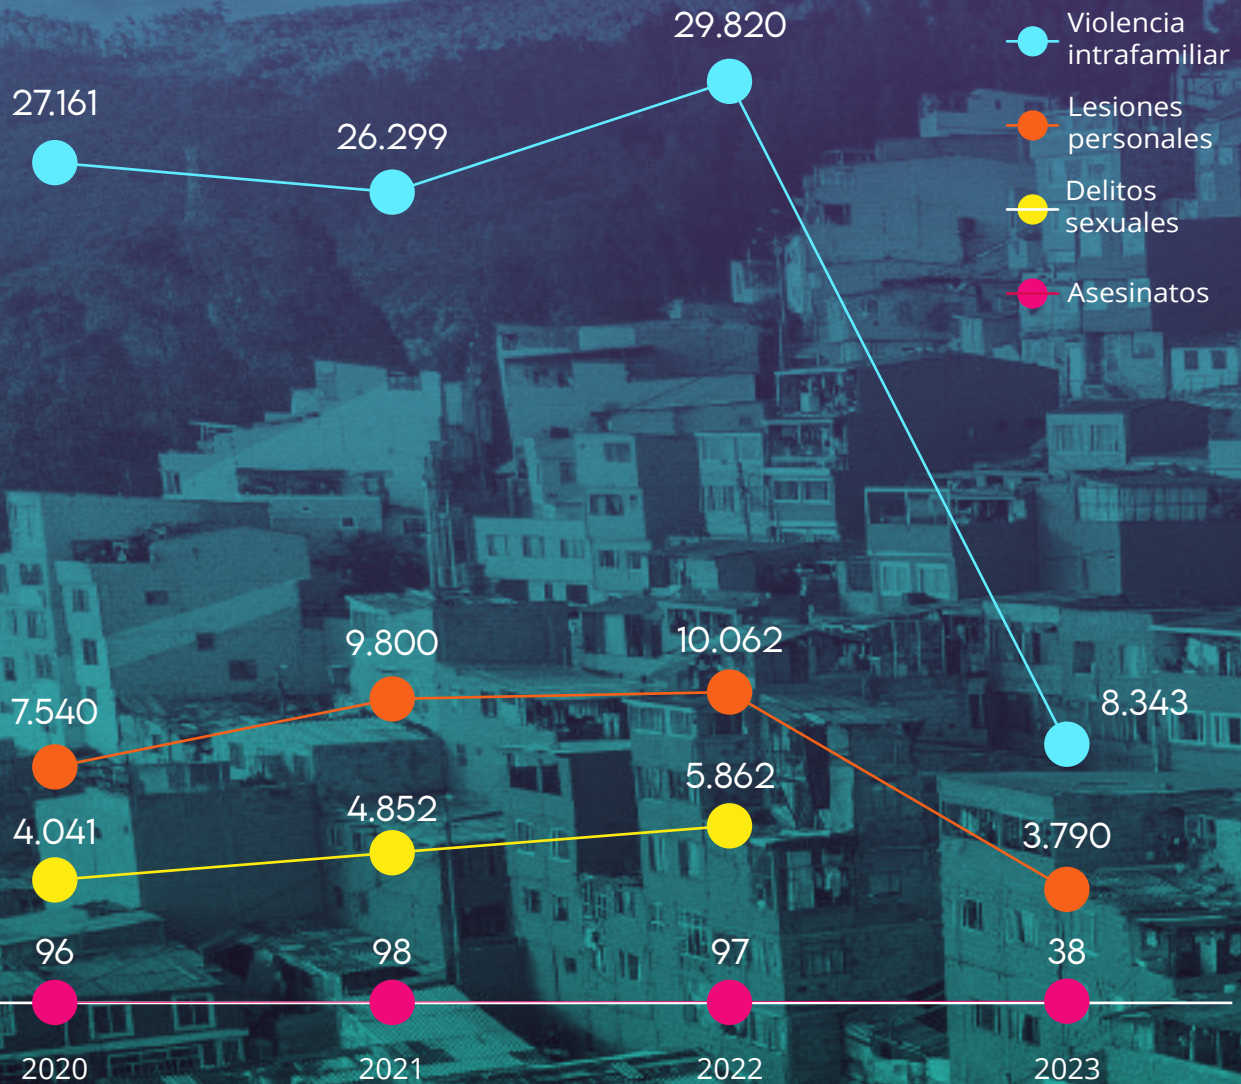 29.820
Violencia
intrafamiliar
27.161
26.299
Lesiones
personales
Delitos
sexuales
Asesinatos
9.800
10.062
7.540
8.343
5.862
4.852
4.041
3.790
96
98
97
38
2020
2021
2022
2023